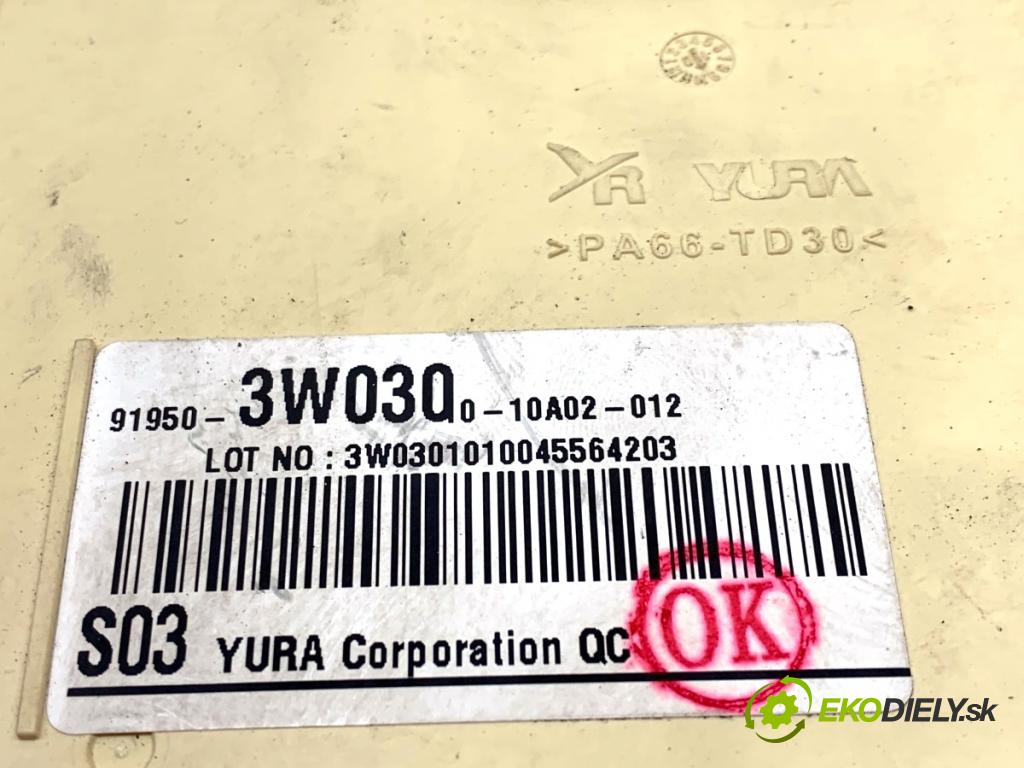 YR YURA
>PA66-TD30<
91950-3W030 0-10A02-012
LOT NO : 3W0301010045564203
S03 YURA Corporation QC
OK
EKODIELY.sk